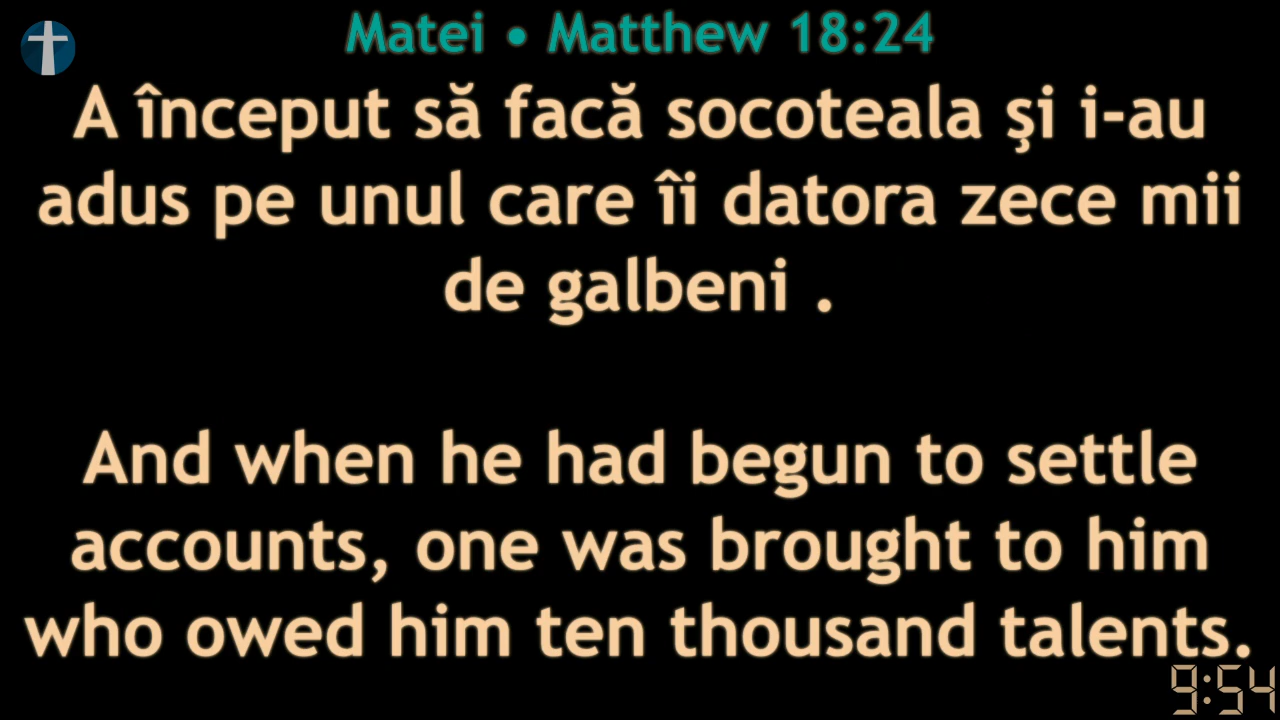 Matei • Matthew 18:24
A început să facă socoteala şi i-au
adus pe unul care îi datora zece mii
de galbeni .
And when he had begun to settle
accounts, one was brought to him
who owed him ten thousand talents.
9:54